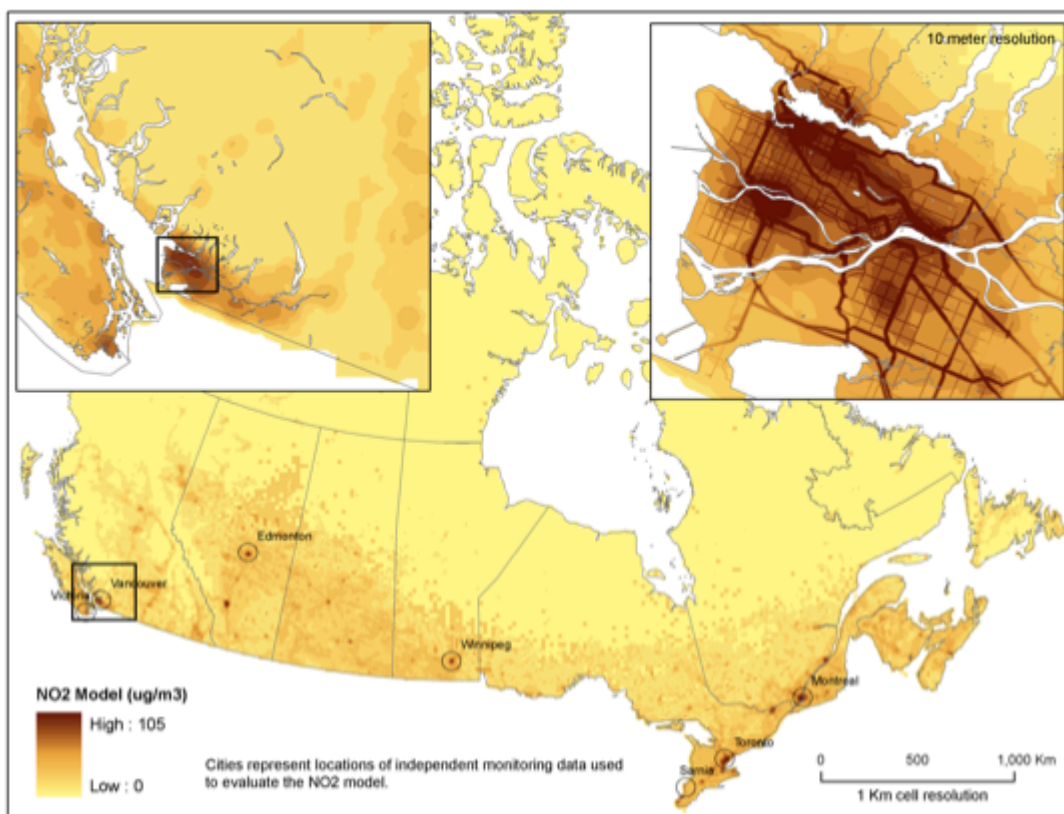 10 meter resolution
Edmonton
Vancouver
Victoria
Winnipeg
Montreal
Toronto
Sarnia
NO2 Model (ug/m3)
High : 105
Low : 0
Cities represent locations of independent monitoring data used
to evaluate the NO2 model.
0 500 1,000 Km
1 Km cell resolution